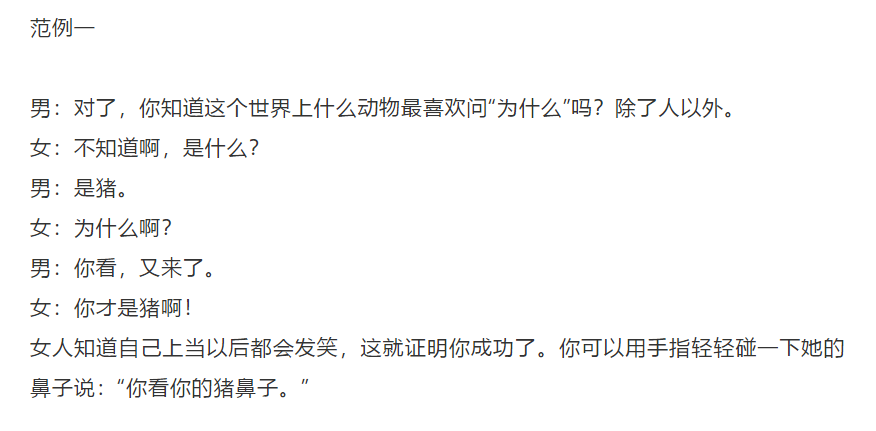 范例一
男：对了，你知道这个世界上什么动物最喜欢问“为什么”吗？除了人以外。
女：不知道啊，是什么？
男：是猪。
女：为什么啊？
男：你看，又来了。
女：你才是猪啊！
女人知道自己上当以后都会发笑，这就证明你成功了。你可以用手指轻轻碰一下她的
鼻子说：“你看你的猪鼻子。”